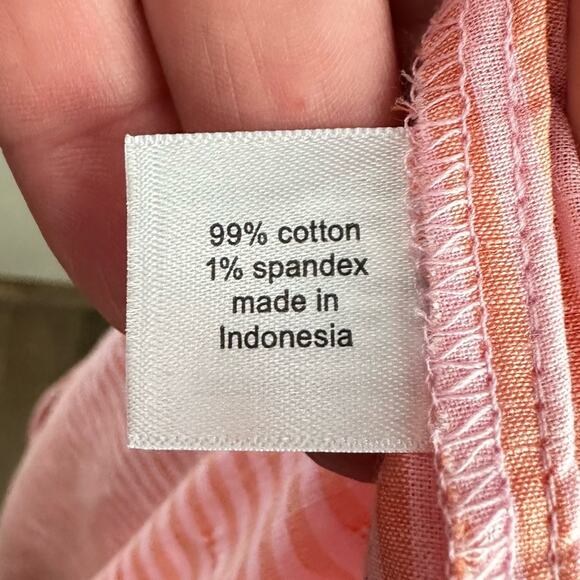 99% cotton
1% spandex
made in
Indonesia